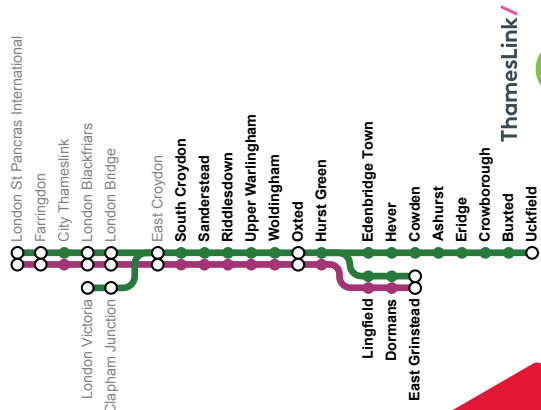 ThamesLink/
London St Pancras International
Farringdon
City Thameslink
London Blackfriars
London Bridge
East Croydon
South Croydon
Sanderstead
Riddlesdown
Upper Warlingham
Woldingham
Oxted
Hurst Green
Edenbridge Town
Hever
Cowden
Ashurst
Eridge
Crowborough
Buxted
Uckfield
London Victoria
Clapham Junction
Lingfield
Dormans
East Grinstead